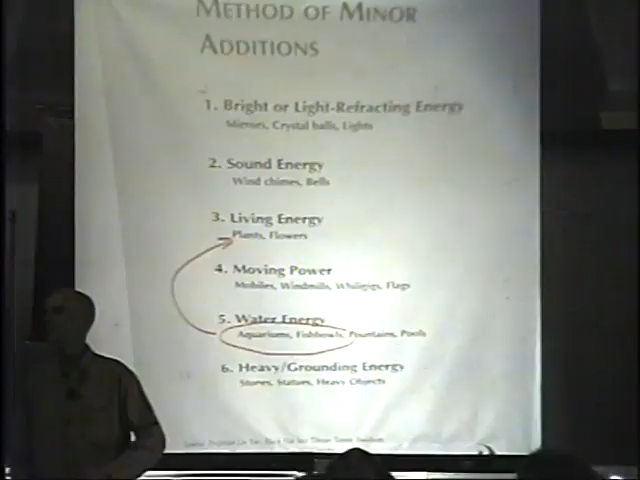 METHOD OF MINOR
ADDITIONS
1. Bright or Light-Refracting Energy
Mirrors, Crystal balls, Lights
2. Sound Energy
Wind chimes, Bells
3. Living Energy
Plants, Flowers
4. Moving Power
Mobiles, Windmills, Whirligigs, Flags
5. Water Energy
Aquariums, Fishbowls, Fountains, Pools
6. Heavy/Grounding Energy
Stones, Statues, Heavy Objects